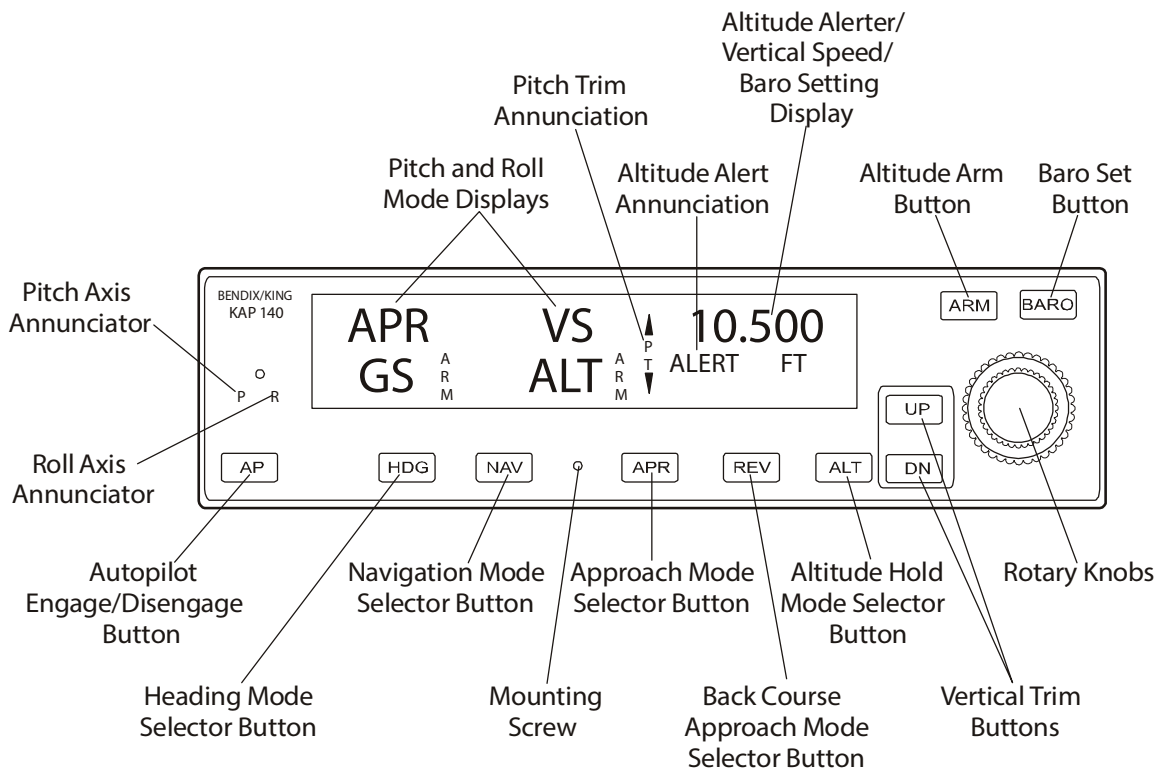 Altitude Alerter/
Vertical Speed/
Baro Setting
Display
Pitch Trim
Annunciation
Pitch and Roll
Mode Displays
Altitude Alert
Annunciation
Altitude Arm
Button
Baro Set
Button
Pitch Axis
Annunciator
BENDIX/KING
KAP 140
APR
GS
A
R
M
VS
ALT
A
R
M
P
T
10.500
ALERT FT
ARM
BARO
P R
UP
DN
Roll Axis
Annunciator
AP
HDG
NAV
APR
REV
ALT
Autopilot
Engage/Disengage
Button
Navigation Mode
Selector Button
Approach Mode
Selector Button
Altitude Hold
Mode Selector
Button
Rotary Knobs
Heading Mode
Selector Button
Mounting
Screw
Back Course
Approach Mode
Selector Button
Vertical Trim
Buttons